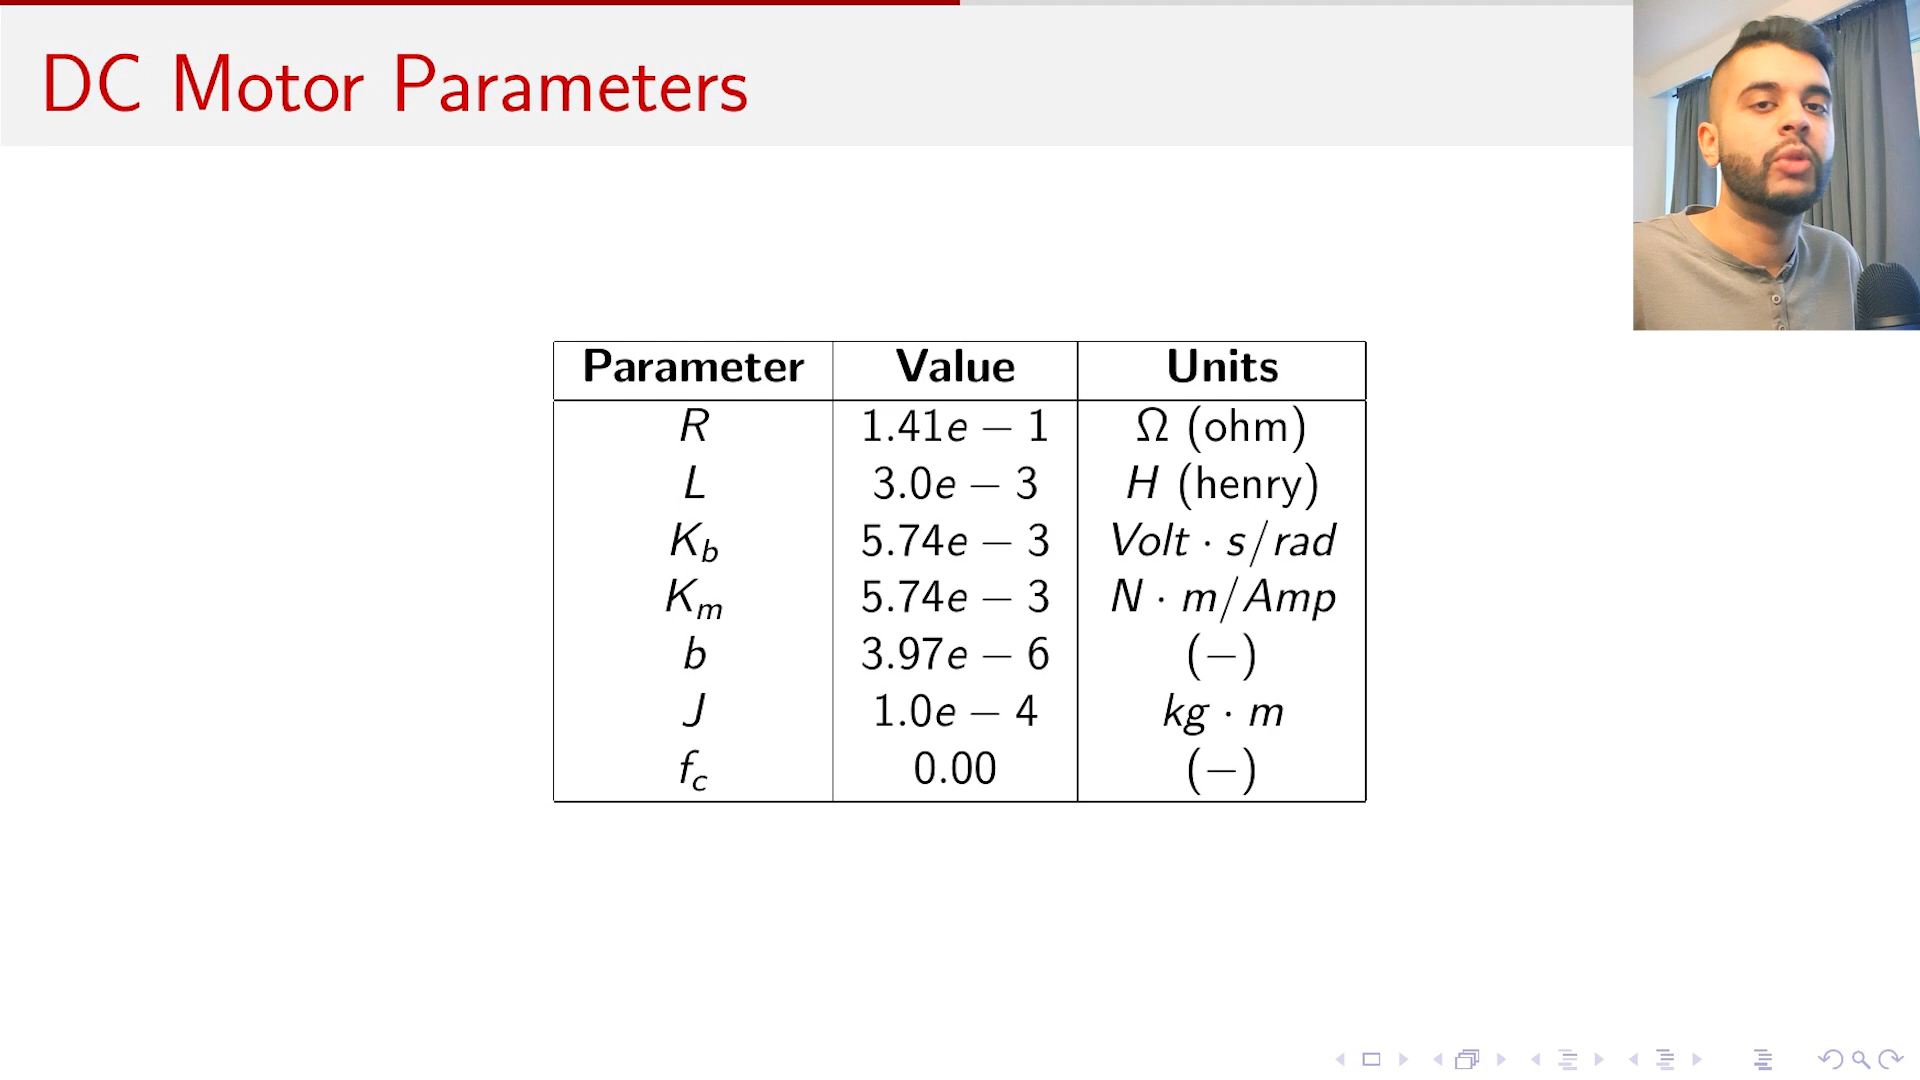 DC Motor Parameters
Parameter Value Units
R 1.41e − 1 Ω (ohm)
L 3.0e − 3 H (henry)
K_b 5.74e − 3 Volt · s/rad
K_m 5.74e − 3 N · m/Amp
b 3.97e − 6 (−)
J 1.0e − 4 kg · m
f_c 0.00 (−)